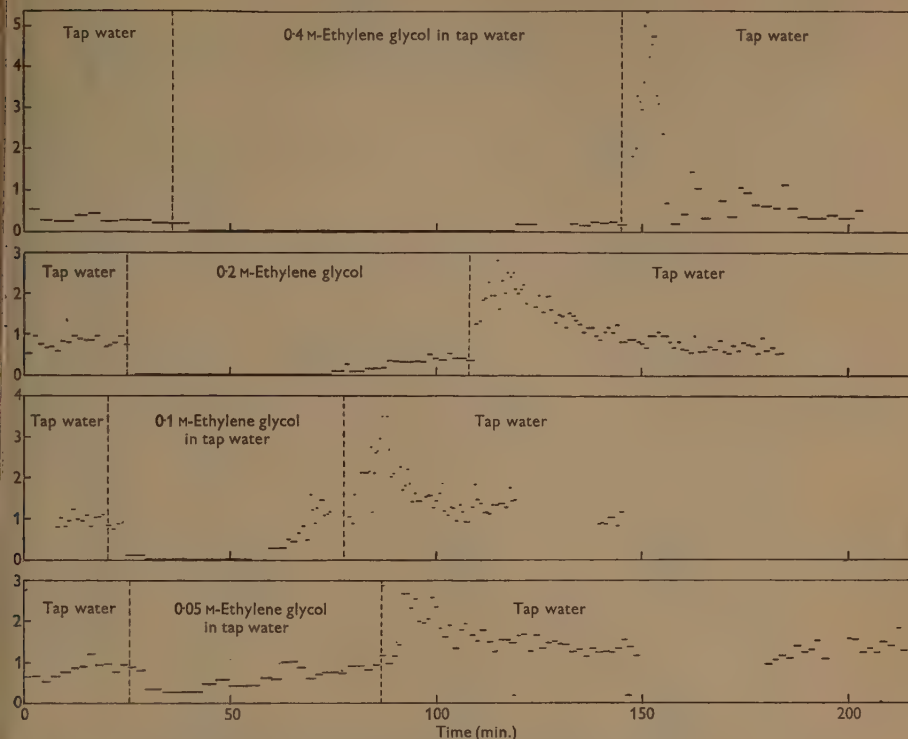 5
4
3
2
1
0
Tap water
0·4 M-Ethylene glycol in tap water
Tap water
3
2
1
0
Tap water
0·2 M-Ethylene glycol
Tap water
4
3
2
1
0
Tap water
0·1 M-Ethylene glycol
in tap water
Tap water
3
2
1
0
Tap water
0·05 M-Ethylene glycol
in tap water
Tap water
0 50 100 150 200
Time (min.)